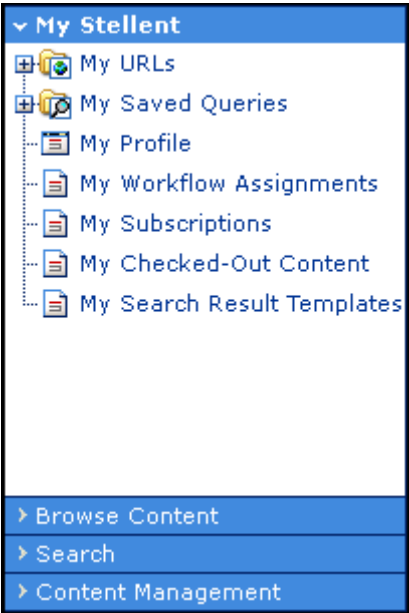 My Stellent
My URLs
My Saved Queries
My Profile
My Workflow Assignments
My Subscriptions
My Checked-Out Content
My Search Result Templates
Browse Content
Search
Content Management